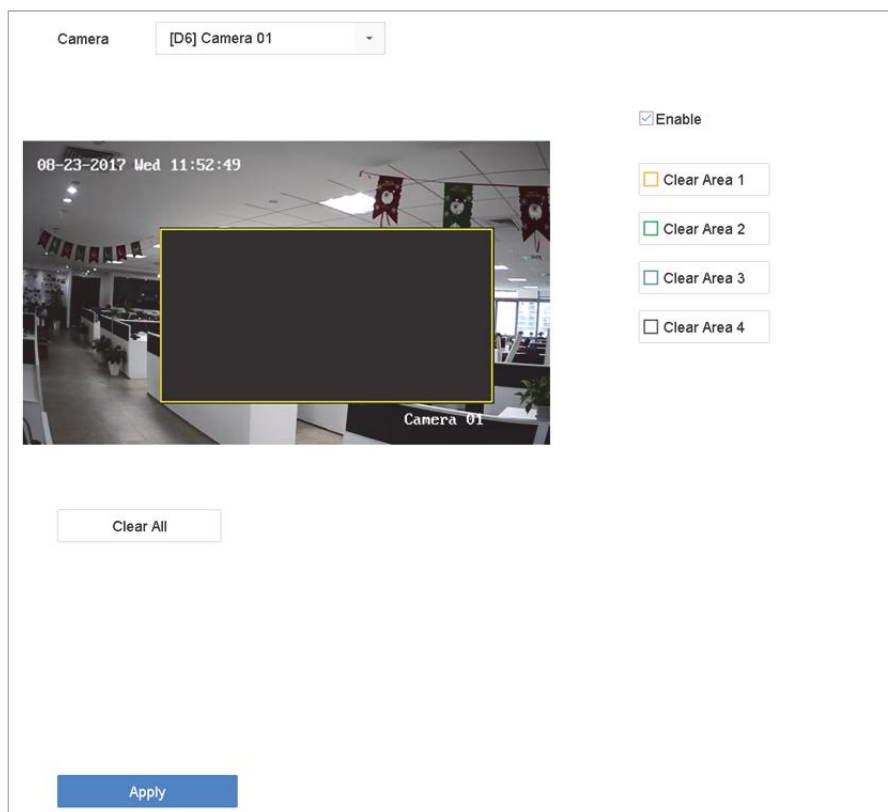 Camera
[D6] Camera 01
Enable
08-23-2017 Wed 11:52:49
Clear Area 1
Clear Area 2
Clear Area 3
Clear Area 4
Camera 01
Clear All
Apply